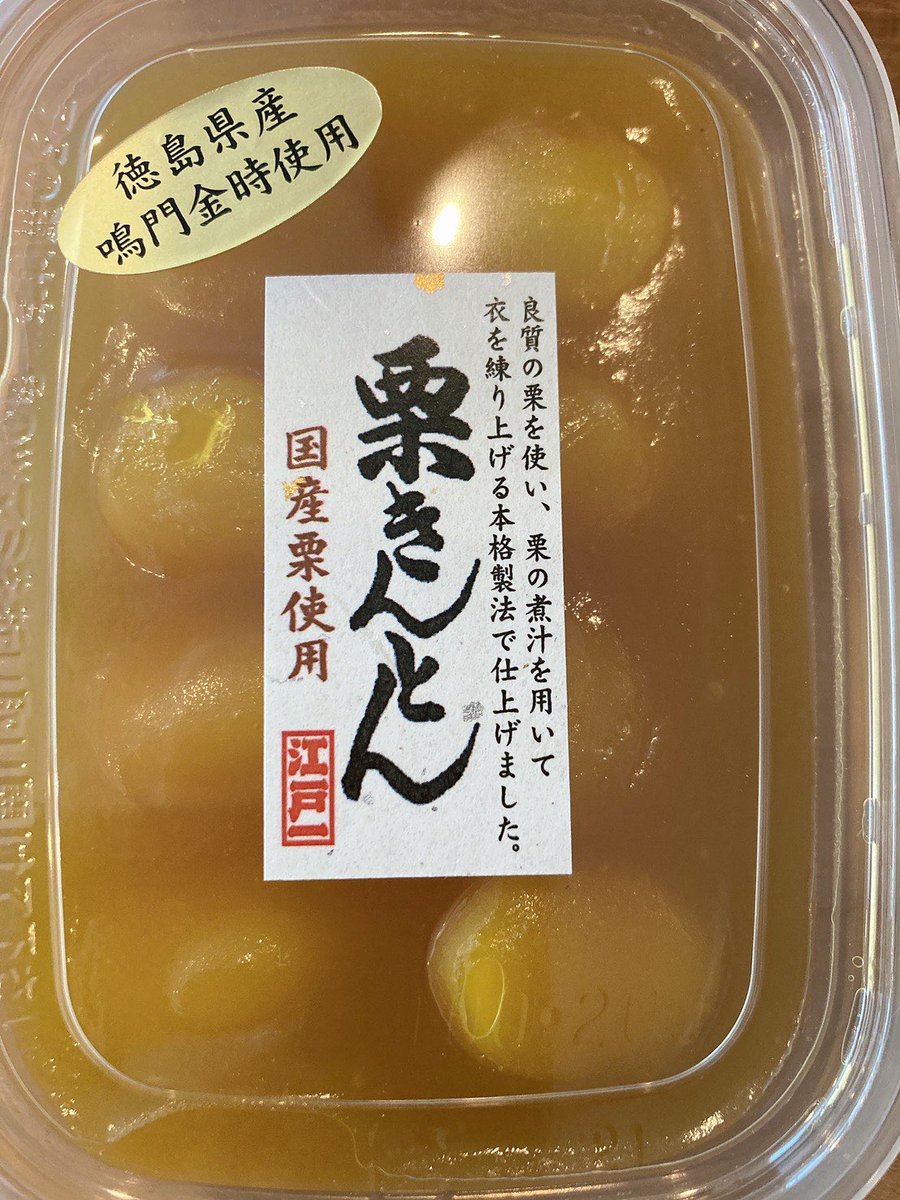 徳島県産
鳴門金時使用
良質の栗を使い、栗の煮汁を用いて
衣を練り上げる本格製法で仕上げました。
栗きんとん
国産栗使用
江戸一